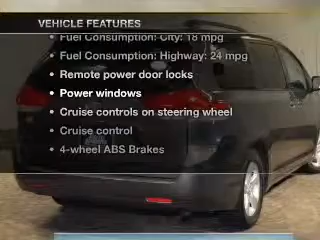 VEHICLE FEATURES
• Fuel Consumption: City: 18 mpg
• Fuel Consumption: Highway: 24 mpg
• Remote power door locks
• Power windows
• Cruise controls on steering wheel
• Cruise control
• 4-wheel ABS Brakes